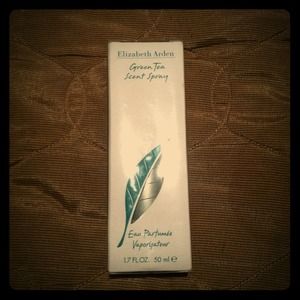 Elizabeth Arden
Green Tea
Scent Spray
Eau Parfumée
Vaporisateur
1.7 FL.OZ. 50 ml e